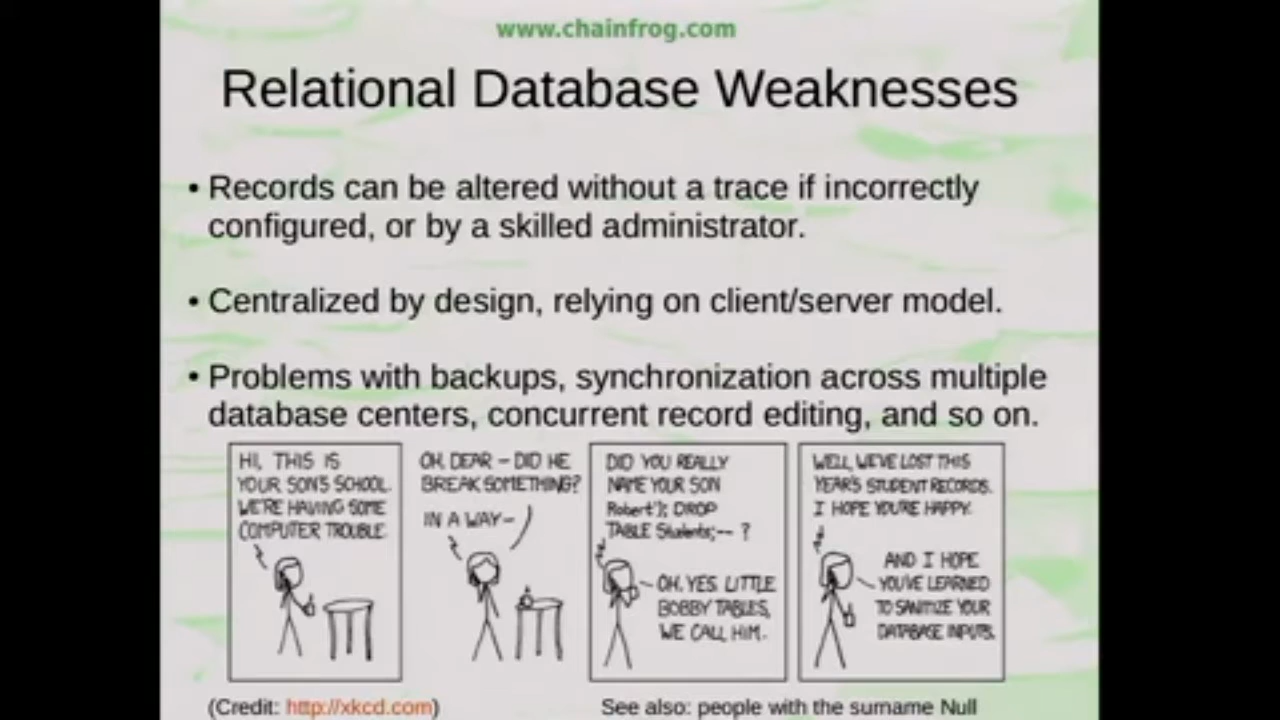 www.chainfrog.com
Relational Database Weaknesses
• Records can be altered without a trace if incorrectly
configured, or by a skilled administrator.
• Centralized by design, relying on client/server model.
• Problems with backups, synchronization across multiple
database centers, concurrent record editing, and so on.
HI, THIS IS
YOUR SON'S SCHOOL.
WE'RE HAVING SOME
COMPUTER TROUBLE.
OH, DEAR – DID HE
BREAK SOMETHING?
IN A WAY–
DID YOU REALLY
NAME YOUR SON
Robert'); DROP
TABLE Students;-- ?
OH, YES. LITTLE
BOBBY TABLES,
WE CALL HIM.
WELL, WE'VE LOST THIS
YEAR'S STUDENT RECORDS.
I HOPE YOU'RE HAPPY.
AND I HOPE
YOU'VE LEARNED
TO SANITIZE YOUR
DATABASE INPUTS.
(Credit: http://xkcd.com)
See also: people with the surname Null